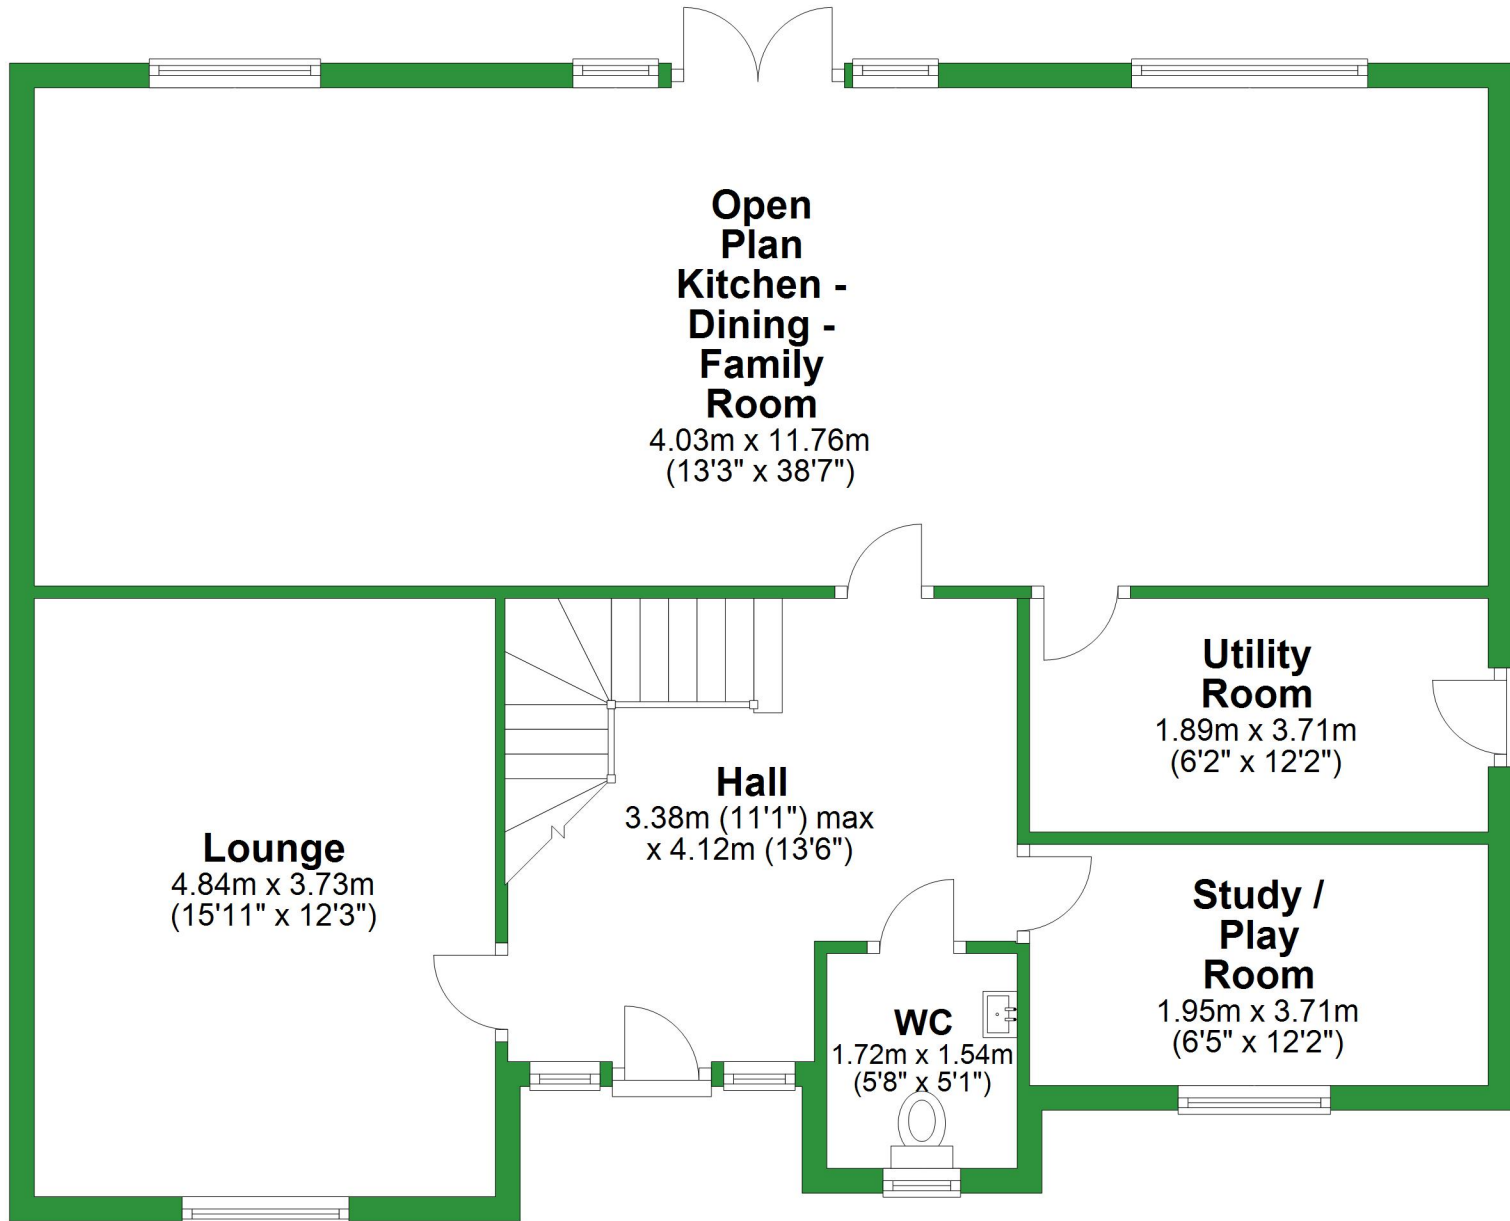 Open
Plan
Kitchen -
Dining -
Family
Room
4.03m x 11.76m
(13'3" x 38'7")
Utility
Room
1.89m x 3.71m
(6'2" x 12'2")
Hall
3.38m (11'1") max
x 4.12m (13'6")
Lounge
4.84m x 3.73m
(15'11" x 12'3")
Study /
Play
Room
1.95m x 3.71m
(6'5" x 12'2")
WC
1.72m x 1.54m
(5'8" x 5'1")